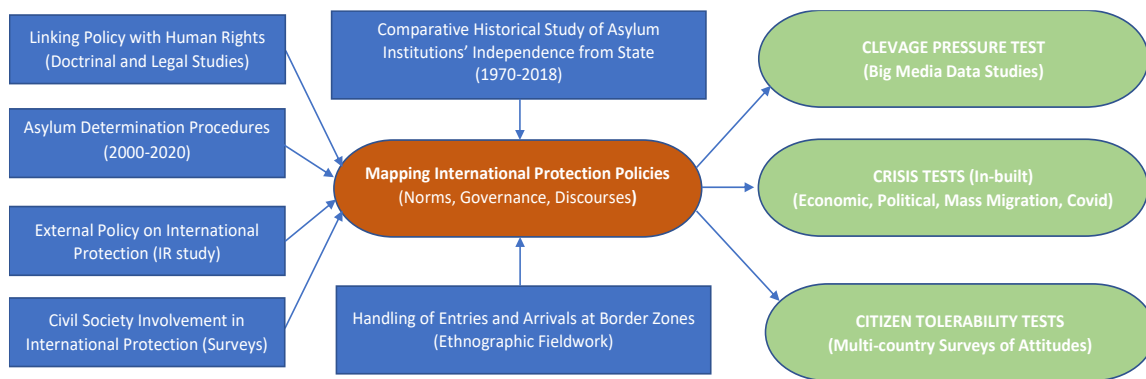 Linking Policy with Human Rights
(Doctrinal and Legal Studies)
Asylum Determination Procedures
(2000-2020)
External Policy on International
Protection (IR study)
Civil Society Involvement in
International Protection (Surveys)
Comparative Historical Study of Asylum
Institutions’ Independence from State
(1970-2018)
Mapping International Protection Policies
(Norms, Governance, Discourses)
Handling of Entries and Arrivals at Border Zones
(Ethnographic Fieldwork)
CLEVAGE PRESSURE TEST
(Big Media Data Studies)
CRISIS TESTS (In-built)
(Economic, Political, Mass Migration, Covid)
CITIZEN TOLERABILITY TESTS
(Multi-country Surveys of Attitudes)